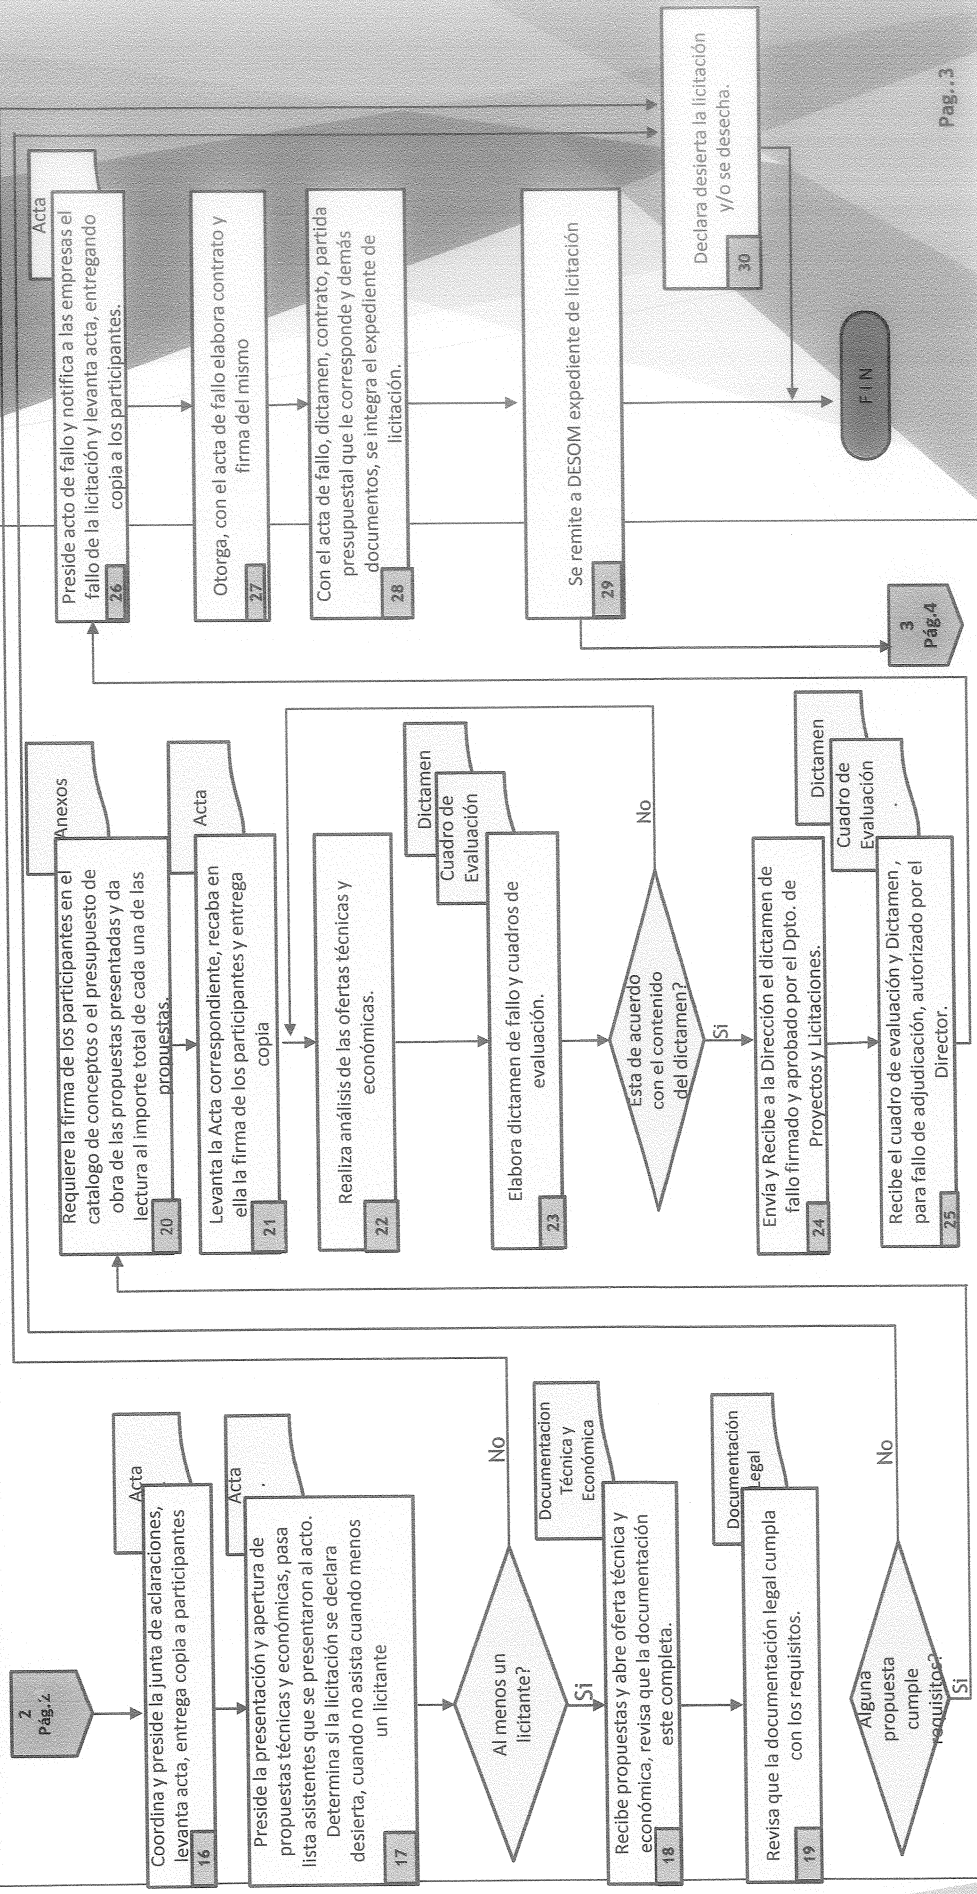 2
Pág.2
Acta
Coordina y preside la junta de aclaraciones,
levanta acta, entrega copia a participantes
16
Acta
.
Preside la presentación y apertura de
propuestas técnicas y económicas, pasa
lista asistentes que se presentaron al acto.
Determina si la licitación se declara
desierta, cuando no asista cuando menos
un licitante
17
Al menos un
licitante?
No
Si
Documentacion
Técnica y
Económica
Recibe propuestas y abre oferta técnica y
económica, revisa que la documentación
este completa.
18
Documentación
Legal
Revisa que la documentación legal cumpla
con los requisitos.
19
Alguna
propuesta
cumple
requisitos?
No
Si
Anexos
Requiere la firma de los participantes en el
catalogo de conceptos o el presupuesto de
obra de las propuestas presentadas y da
lectura al importe total de cada una de las
propuestas.
20
Acta
Levanta la Acta correspondiente, recaba en
ella la firma de los participantes y entrega
copia
21
Realiza análisis de las ofertas técnicas y
económicas.
22
Dictamen
Cuadro de
Evaluación
Elabora dictamen de fallo y cuadros de
evaluación.
23
Esta de acuerdo
con el contenido
del dictamen?
No
Si
Envía y Recibe a la Dirección el dictamen de
fallo firmado y aprobado por el Dpto. de
Proyectos y Licitaciones.
24
Dictamen
Cuadro de
Evaluación
.
Recibe el cuadro de evaluación y Dictamen,
para fallo de adjudicación, autorizado por el
Director.
25
Acta
Preside acto de fallo y notifica a las empresas el
fallo de la licitación y levanta acta, entregando
copia a los participantes.
26
Otorga, con el acta de fallo elabora contrato y
firma del mismo
27
Con el acta de fallo, dictamen, contrato, partida
presupuestal que le corresponde y demás
documentos, se integra el expediente de
licitación.
28
Se remite a DESOM expediente de licitación
29
3
Pág.4
Declara desierta la licitación
y/o se desecha.
30
FIN
Pag..3